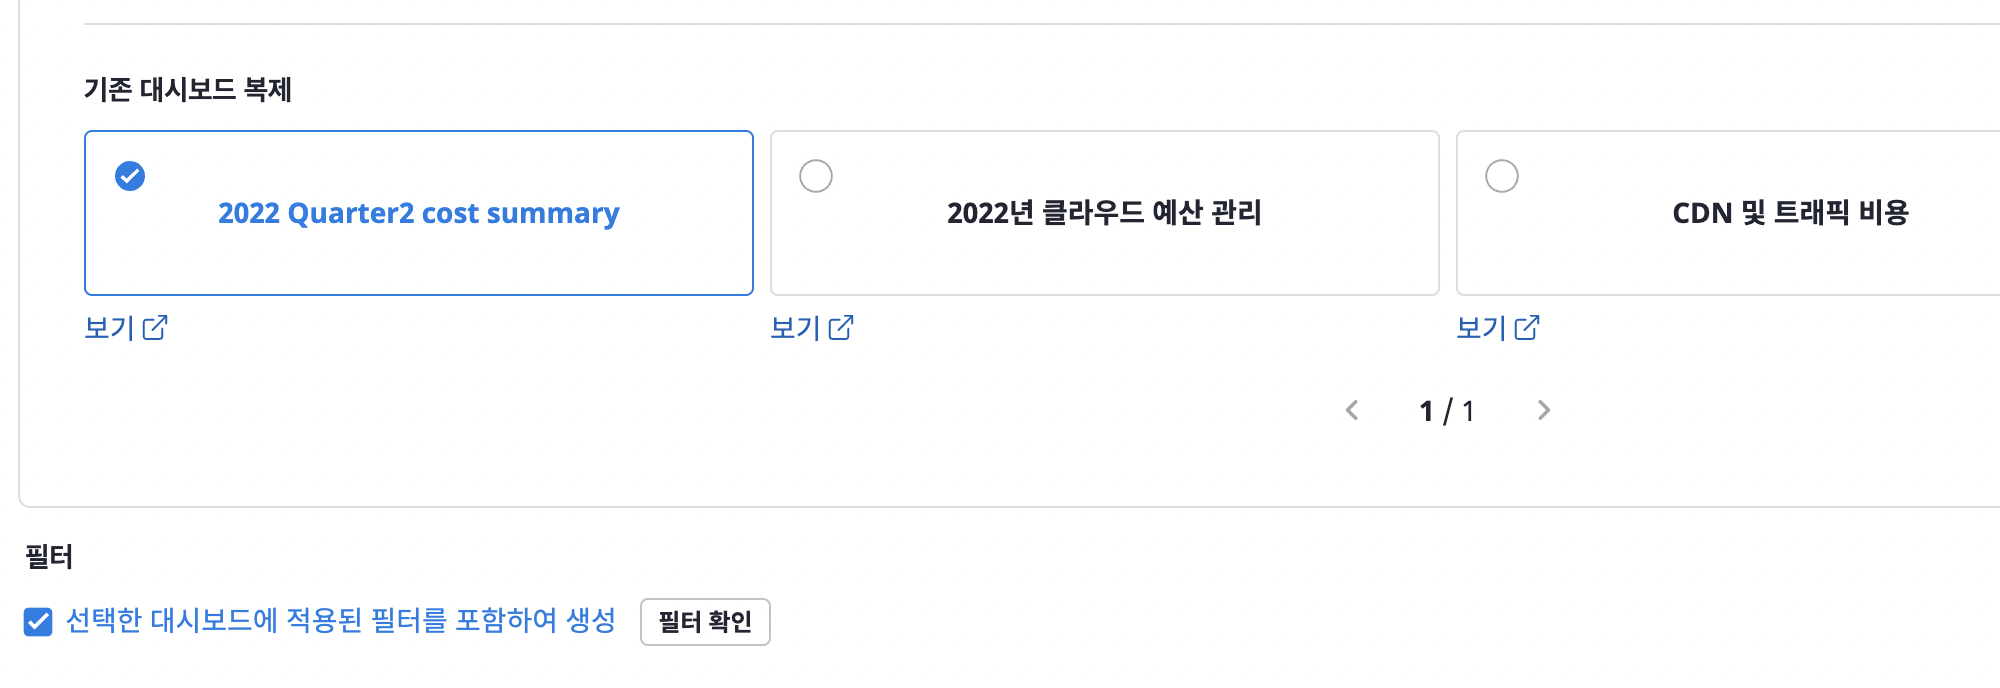 기존 대시보드 복제
2022 Quarter2 cost summary
2022년 클라우드 예산 관리
CDN 및 트래픽 비용
보기
보기
보기
1 / 1
필터
선택한 대시보드에 적용된 필터를 포함하여 생성
필터 확인